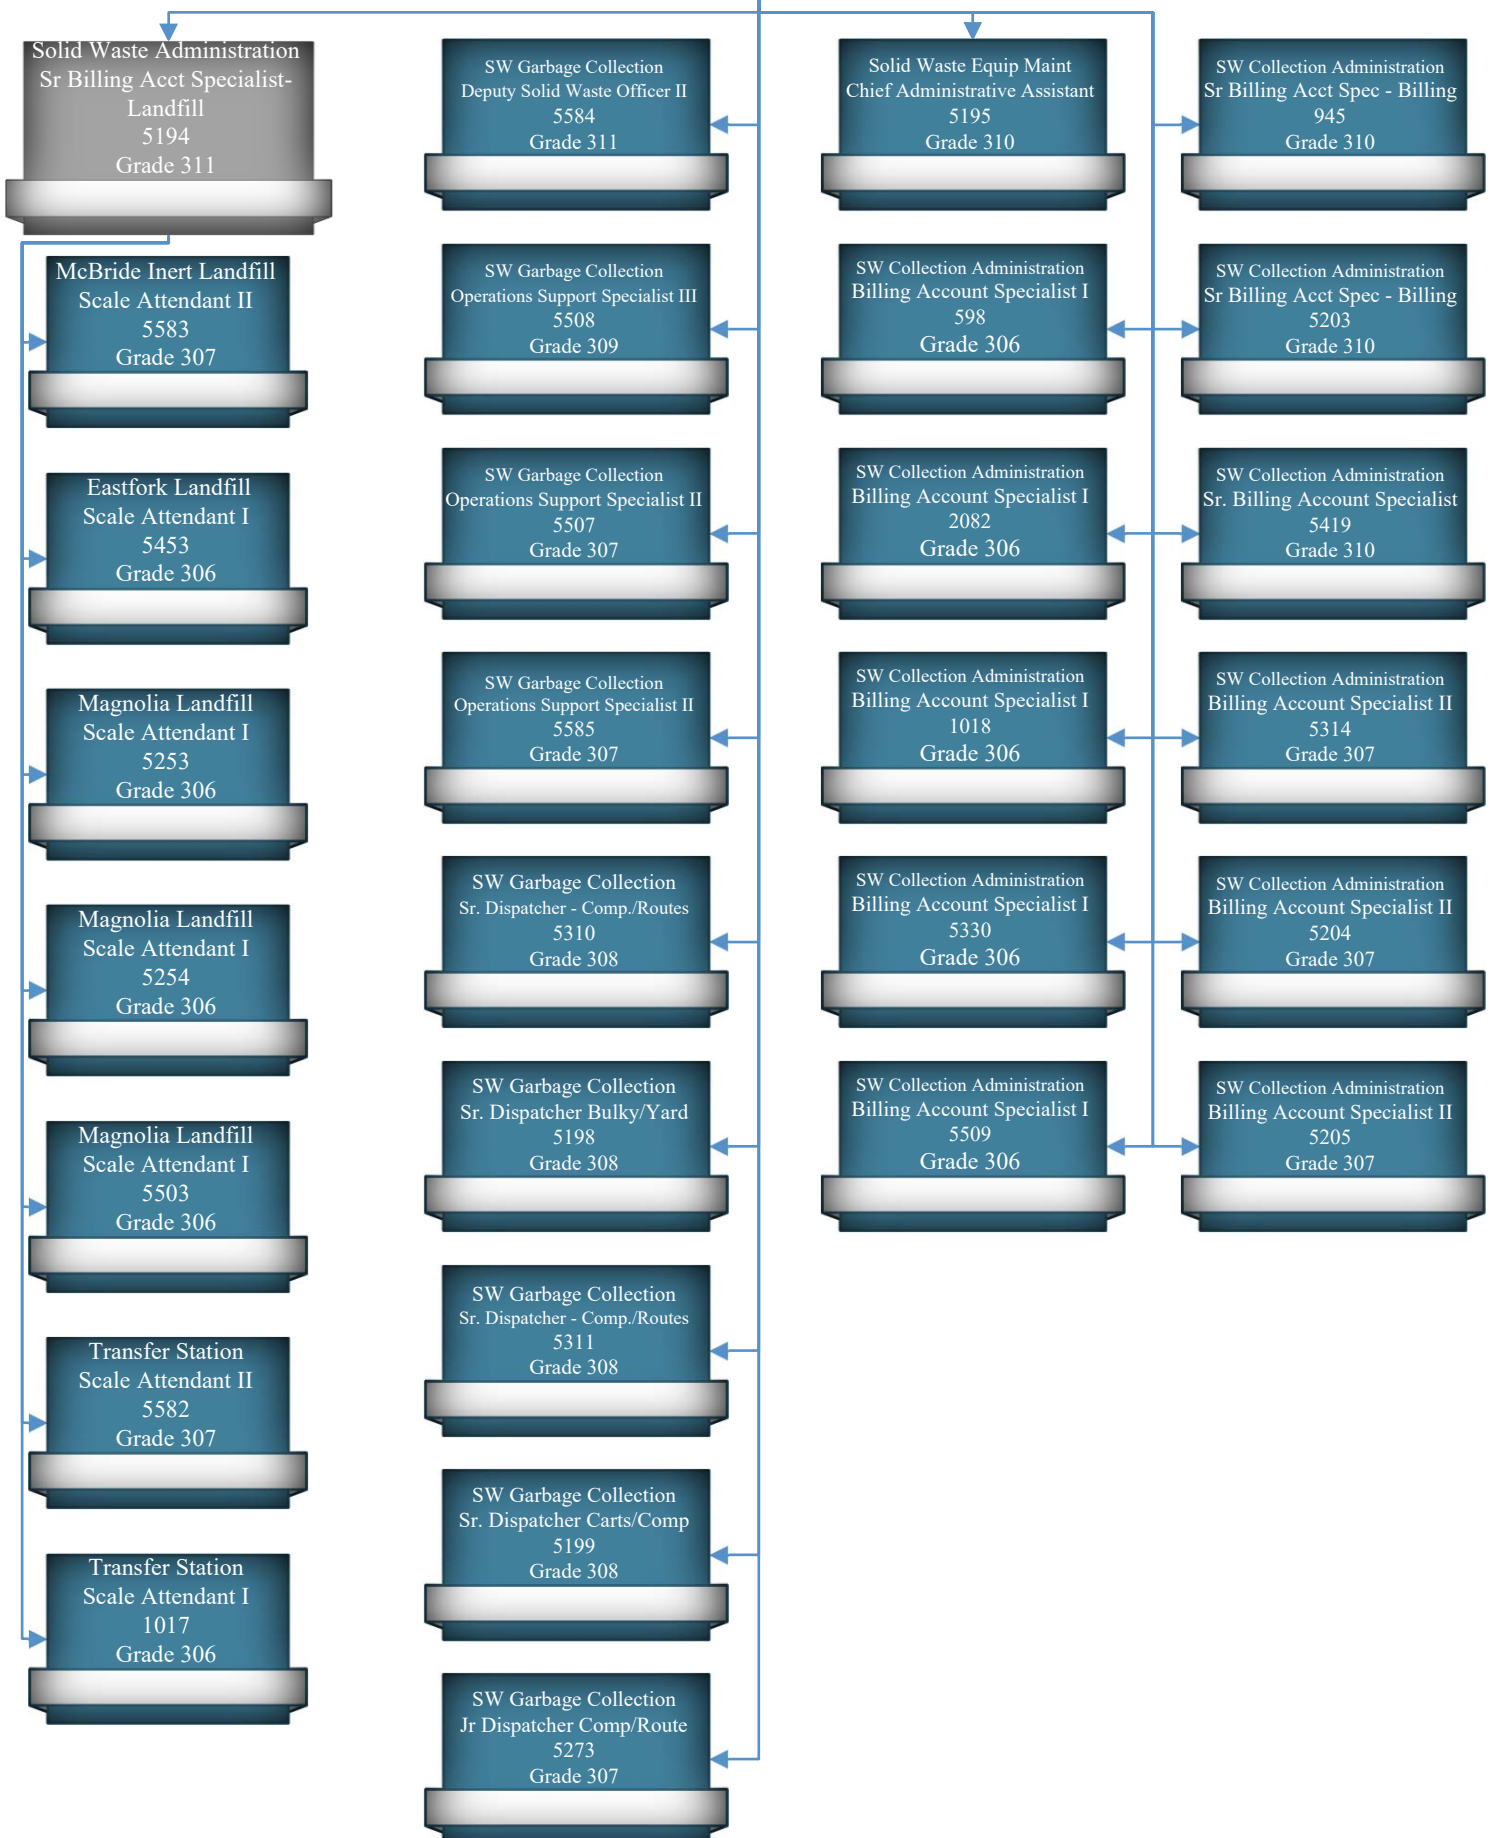 Solid Waste Administration
Sr Billing Acct Specialist-
Landfill
5194
Grade 311
McBride Inert Landfill
Scale Attendant II
5583
Grade 307
Eastfork Landfill
Scale Attendant I
5453
Grade 306
Magnolia Landfill
Scale Attendant I
5253
Grade 306
Magnolia Landfill
Scale Attendant I
5254
Grade 306
Magnolia Landfill
Scale Attendant I
5503
Grade 306
Transfer Station
Scale Attendant II
5582
Grade 307
Transfer Station
Scale Attendant I
1017
Grade 306
SW Garbage Collection
Deputy Solid Waste Officer II
5584
Grade 311
SW Garbage Collection
Operations Support Specialist III
5508
Grade 309
SW Garbage Collection
Operations Support Specialist II
5507
Grade 307
SW Garbage Collection
Operations Support Specialist II
5585
Grade 307
SW Garbage Collection
Sr. Dispatcher - Comp./Routes
5310
Grade 308
SW Garbage Collection
Sr. Dispatcher Bulky/Yard
5198
Grade 308
SW Garbage Collection
Sr. Dispatcher - Comp./Routes
5311
Grade 308
SW Garbage Collection
Sr. Dispatcher Carts/Comp
5199
Grade 308
SW Garbage Collection
Jr Dispatcher Comp/Route
5273
Grade 307
Solid Waste Equip Maint
Chief Administrative Assistant
5195
Grade 310
SW Collection Administration
Billing Account Specialist I
598
Grade 306
SW Collection Administration
Billing Account Specialist I
2082
Grade 306
SW Collection Administration
Billing Account Specialist I
1018
Grade 306
SW Collection Administration
Billing Account Specialist I
5330
Grade 306
SW Collection Administration
Billing Account Specialist I
5509
Grade 306
SW Collection Administration
Sr Billing Acct Spec - Billing
945
Grade 310
SW Collection Administration
Sr Billing Acct Spec - Billing
5203
Grade 310
SW Collection Administration
Sr. Billing Account Specialist
5419
Grade 310
SW Collection Administration
Billing Account Specialist II
5314
Grade 307
SW Collection Administration
Billing Account Specialist II
5204
Grade 307
SW Collection Administration
Billing Account Specialist II
5205
Grade 307